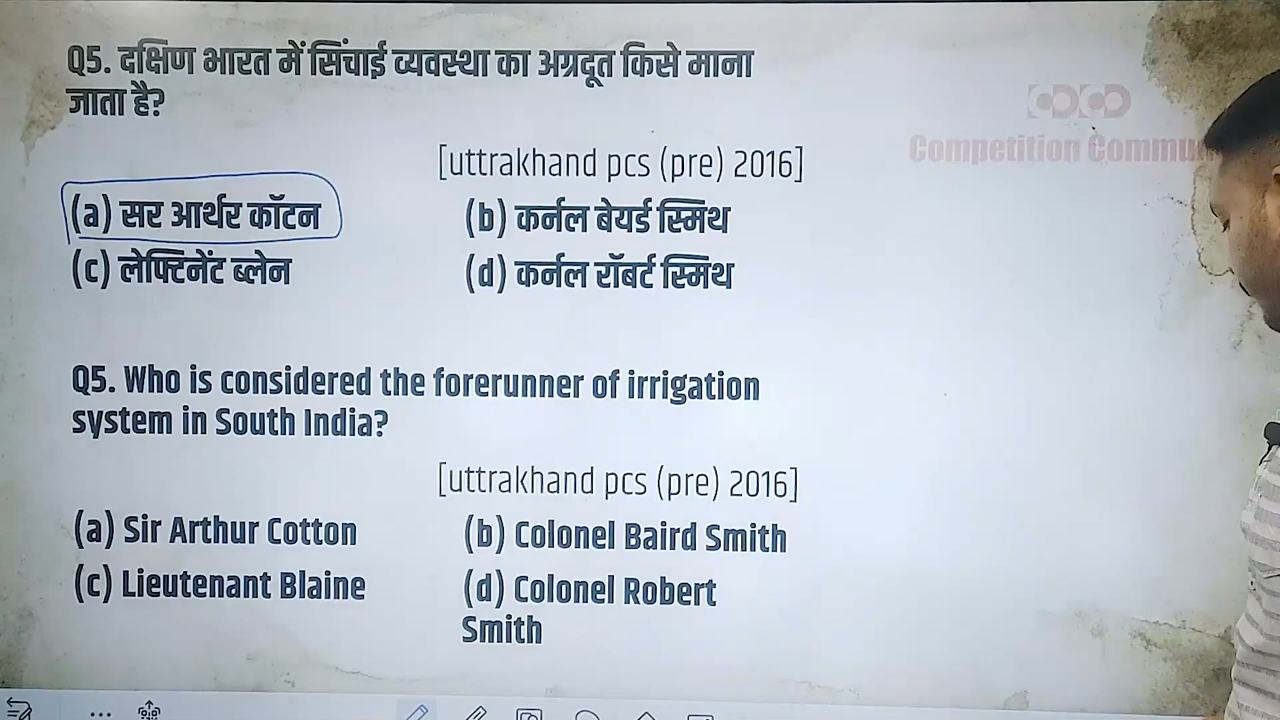 Q5. दक्षिण भारत में सिंचाई व्यवस्था का अग्रदूत किसे माना
जाता है?
Competition Commun
[uttrakhand pcs (pre) 2016]
(a) सर आर्थर कॉटन (b) कर्नल बेयर्ड स्मिथ
(c) लेफ्टिनेंट ब्लेन (d) कर्नल रॉबर्ट स्मिथ
Q5. Who is considered the forerunner of irrigation
system in South India?
[uttrakhand pcs (pre) 2016]
(a) Sir Arthur Cotton (b) Colonel Baird Smith
(c) Lieutenant Blaine (d) Colonel Robert
Smith